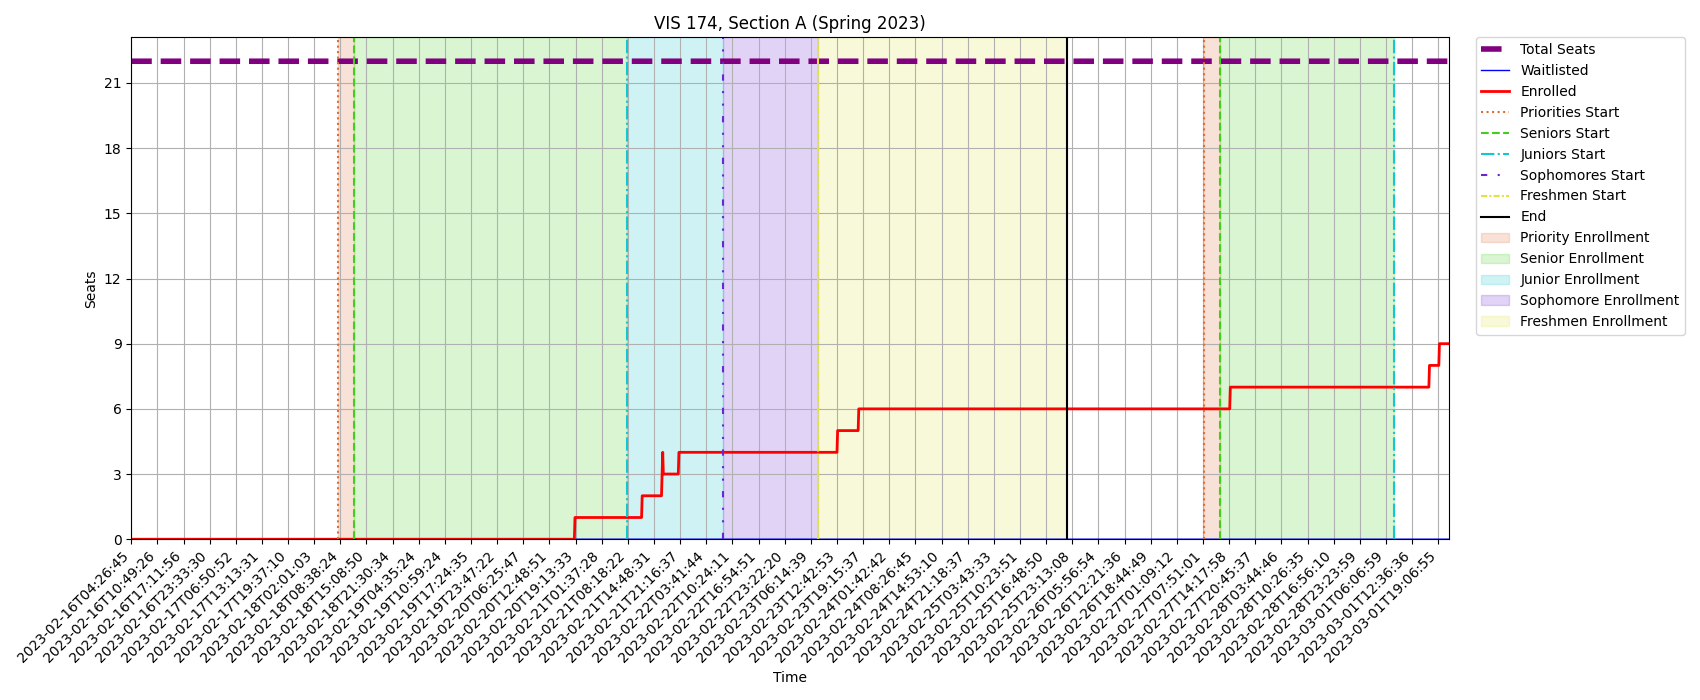 VIS 174, Section A (Spring 2023)
Total Seats
Waitlisted
Enrolled
Priorities Start
Seniors Start
Juniors Start
Sophomores Start
Freshmen Start
End
Priority Enrollment
Senior Enrollment
Junior Enrollment
Sophomore Enrollment
Freshmen Enrollment
Seats
21
18
15
12
9
6
3
0
2023-02-16T04:26:45
2023-02-16T10:49:26
2023-02-16T17:11:56
2023-02-16T23:33:30
2023-02-17T06:50:52
2023-02-17T13:13:31
2023-02-17T19:37:10
2023-02-18T02:01:03
2023-02-18T08:38:24
2023-02-18T15:08:50
2023-02-18T21:30:34
2023-02-19T04:35:24
2023-02-19T10:59:24
2023-02-19T17:24:35
2023-02-19T23:47:22
2023-02-20T06:25:47
2023-02-20T12:48:51
2023-02-20T19:13:33
2023-02-21T01:37:28
2023-02-21T08:18:22
2023-02-21T14:48:31
2023-02-21T21:16:37
2023-02-22T03:41:44
2023-02-22T10:24:11
2023-02-22T16:54:51
2023-02-22T23:22:20
2023-02-23T06:14:39
2023-02-23T12:42:53
2023-02-23T19:15:37
2023-02-24T01:42:42
2023-02-24T08:26:45
2023-02-24T14:53:10
2023-02-24T21:18:37
2023-02-25T03:43:33
2023-02-25T10:23:51
2023-02-25T16:48:50
2023-02-25T23:13:08
2023-02-26T05:56:54
2023-02-26T12:21:36
2023-02-26T18:44:49
2023-02-27T01:09:12
2023-02-27T07:51:01
2023-02-27T14:17:58
2023-02-27T20:45:37
2023-02-28T03:44:46
2023-02-28T10:26:35
2023-02-28T16:56:10
2023-02-28T23:23:59
2023-03-01T06:06:59
2023-03-01T12:36:36
2023-03-01T19:06:55
Time